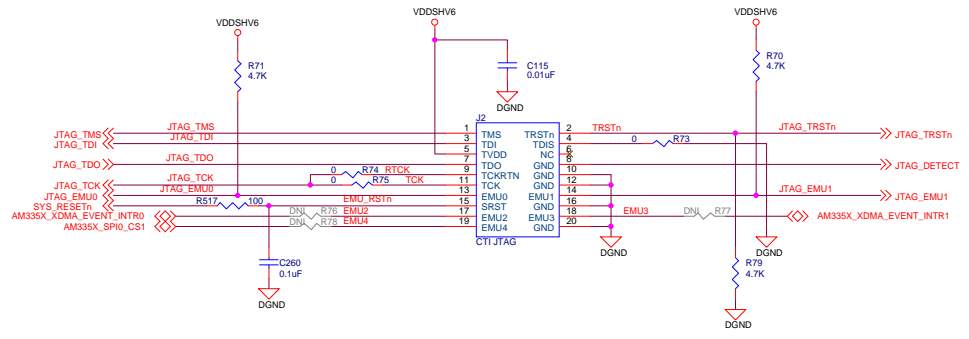 VDDSHV6
VDDSHV6
VDDSHV6
R71
4.7K
C115
0.01uF
R70
4.7K
DGND
J2
JTAG_TMS
JTAG_TMS
1
TMS
TRSTn
2
TRSTn
JTAG_TRSTn
JTAG_TRSTn
JTAG_TDI
JTAG_TDI
3
TDI
TDIS
4
0
R73
5
TVDD
NC
6
JTAG_TDO
JTAG_TDO
7
TDO
GND
8
JTAG_DETECT
0
R74
RTCK
9
TCKRTN
GND
10
JTAG_TCK
JTAG_TCK
0
R75
TCK
11
TCK
GND
12
JTAG_EMU0
JTAG_EMU0
13
EMU0
EMU1
14
JTAG_EMU1
JTAG_EMU1
SYS_RESETn
R517
100
EMU_RSTn
15
SRST
GND
16
AM335X_XDMA_EVENT_INTR0
DNI
R76
EMU2
17
EMU2
EMU3
18
EMU3
DNI
R77
AM335X_XDMA_EVENT_INTR1
AM335X_SPI0_CS1
DNI
R78
EMU4
19
EMU4
GND
20
CTI JTAG
DGND
DGND
C260
0.1uF
DGND
R79
4.7K
DGND